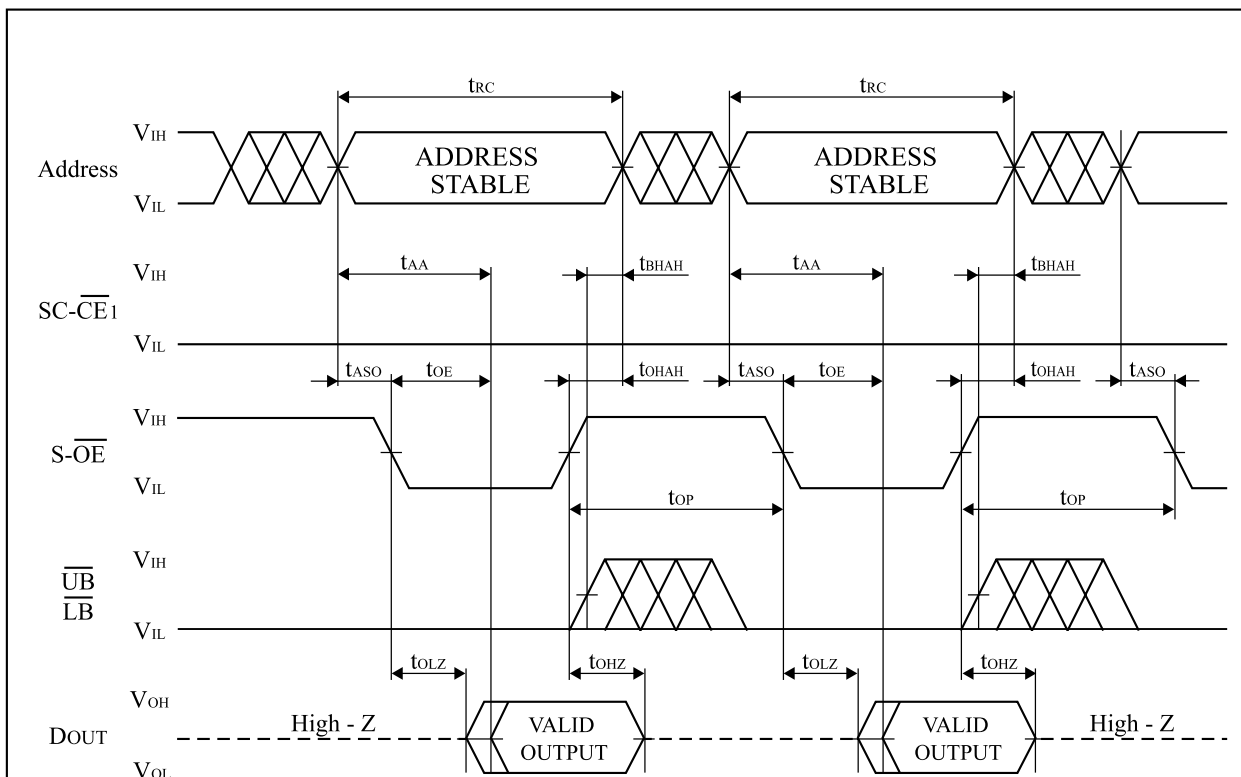 tRC tRC
VIH
Address ADDRESS STABLE ADDRESS STABLE
VIL
VIH tAA tBHAH tAA tBHAH
SC-CE1
VIL
tASO tOE tOHAH tASO tOE tOHAH tASO
VIH
S-OE
VIL
tOP tOP
VIH
UB
LB
VIL
tOLZ tOHZ tOLZ tOHZ
VOH
High - Z VALID VALID High - Z
DOUT OUTPUT OUTPUT
VOL